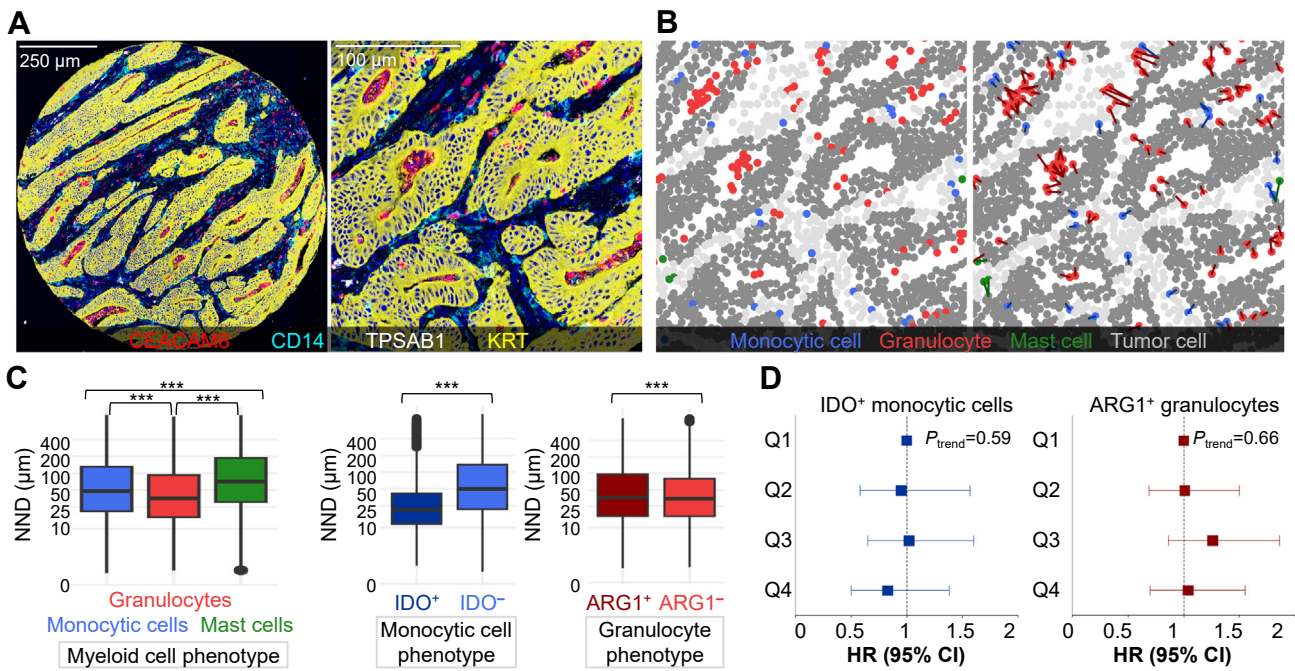 A
250 µm
100 µm
CEACAM8
CD14
TPSAB1
KRT
B
Monocytic cell
Granulocyte
Mast cell
Tumor cell
C
***
*** ***
NND (µm)
400
200
100
50
25
10
0
Granulocytes
Monocytic cells Mast cells
Myeloid cell phenotype
***
NND (µm)
400
200
100
50
25
10
0
IDO⁺ IDO⁻
Monocytic cell
phenotype
***
NND (µm)
400
200
100
50
25
10
0
ARG1⁺ ARG1⁻
Granulocyte
phenotype
D
IDO⁺ monocytic cells
Ptrend=0.59
Q1
Q2
Q3
Q4
0 0.5 1 1.5 2
HR (95% CI)
ARG1⁺ granulocytes
Ptrend=0.66
Q1
Q2
Q3
Q4
0 0.5 1 1.5 2
HR (95% CI)